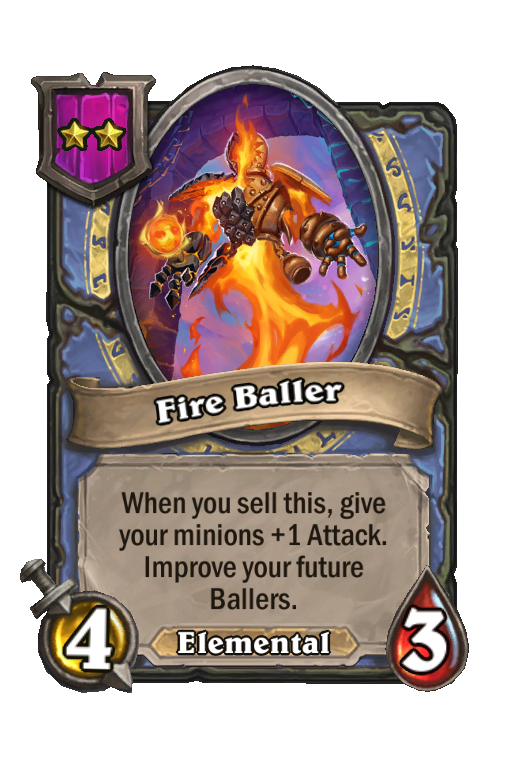 Fire Baller
When you sell this, give
your minions +1 Attack.
Improve your future
Ballers.
4
Elemental
3